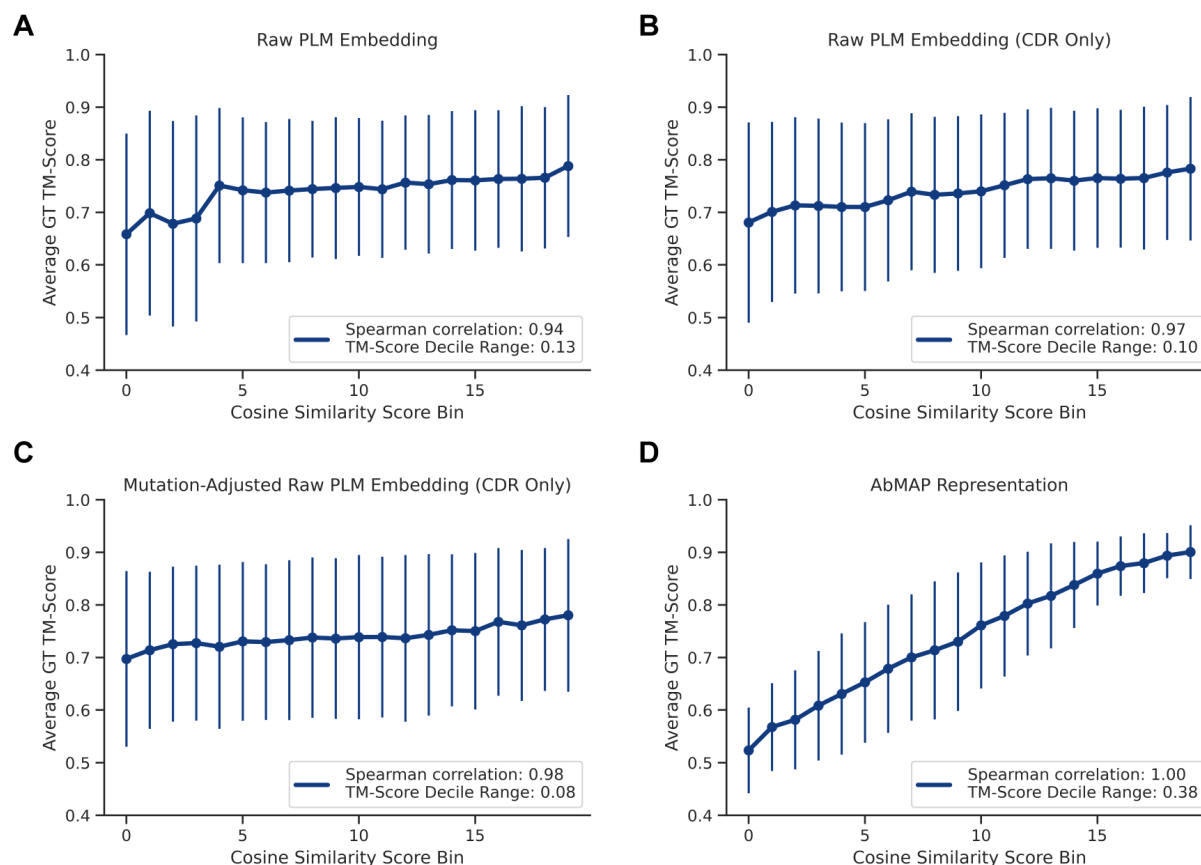 A
Raw PLM Embedding
Average GT TM-Score
1.0
0.9
0.8
0.7
0.6
0.5
0.4
Spearman correlation: 0.94
TM-Score Decile Range: 0.13
0 5 10 15
Cosine Similarity Score Bin
B
Raw PLM Embedding (CDR Only)
Average GT TM-Score
1.0
0.9
0.8
0.7
0.6
0.5
0.4
Spearman correlation: 0.97
TM-Score Decile Range: 0.10
0 5 10 15
Cosine Similarity Score Bin
C
Mutation-Adjusted Raw PLM Embedding (CDR Only)
Average GT TM-Score
1.0
0.9
0.8
0.7
0.6
0.5
0.4
Spearman correlation: 0.98
TM-Score Decile Range: 0.08
0 5 10 15
Cosine Similarity Score Bin
D
AbMAP Representation
Average GT TM-Score
1.0
0.9
0.8
0.7
0.6
0.5
0.4
Spearman correlation: 1.00
TM-Score Decile Range: 0.38
0 5 10 15
Cosine Similarity Score Bin